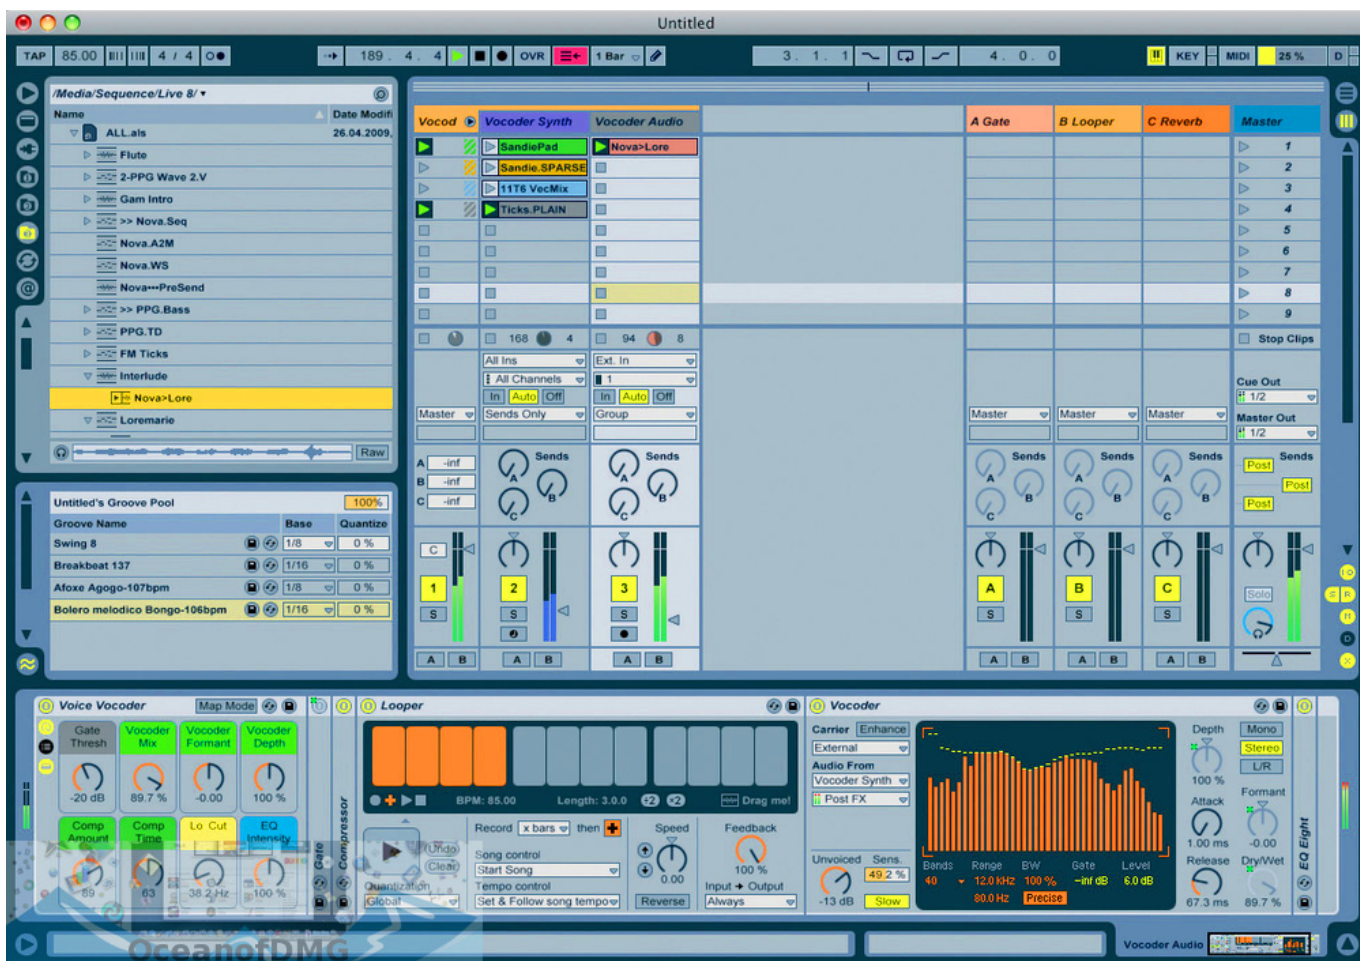 Untitled
TAP 85.00 4 / 4 189. 4. 4 OVR 1 Bar 3. 1. 1 4. 0. 0 KEY MIDI 25 % D
/Media/Sequence/Live 8/
Name Date Modifi
ALL.als 26.04.2009,
Flute
2-PPG Wave 2.V
Gam Intro
>> Nova.Seq
Nova.A2M
Nova.WS
Nova•••PreSend
>> PPG.Bass
PPG.TD
FM Ticks
Interlude
Nova>Lore
Loremarie
Raw
Untitled's Groove Pool 100%
Groove Name Base Quantize
Swing 8 1/8 0 %
Breakbeat 137 1/16 0 %
Afoxe Agogo-107bpm 1/8 0 %
Bolero melodico Bongo-106bpm 1/16 0 %
Vocod Vocoder Synth Vocoder Audio A Gate B Looper C Reverb Master
SandiePad Nova>Lore 1
Sandie.SPARSE 2
11T6 VecMix 3
Ticks.PLAIN 4
5
6
7
8
9
168 4 94 8 Stop Clips
All Ins Ext. In
All Channels 1 Cue Out
In Auto Off In Auto Off 1/2
Master Sends Only Group Master Master Master Master Out
1/2
Sends Sends Sends Sends Sends Sends
A -inf A B A B A B A B A B Post
B -inf Post
C -inf C C C C C Post
C
1 2 3 A B C Solo
S S S S S S
A B A B A B A B A B A B
Voice Vocoder Map Mode
Gate Thresh Vocoder Mix Vocoder Formant Vocoder Depth
-20 dB 89.7 % -0.00 100 %
Comp Amount Comp Time Lo Cut EQ Intensity
89 63 38.2 Hz 100 %
Gate
Compressor
Looper
BPM: 85.00 Length: 3.0.0 ÷2 ×2 Drag me!
Undo
Clear
Quantization
Global
Record x bars then
Song control
Start Song
Tempo control
Set & Follow song tempo
Speed
0.00
Reverse
Feedback
100 %
Input → Output
Always
Vocoder
Carrier Enhance
External
Audio From
Vocoder Synth
Post FX
Unvoiced Sens.
49.2 %
-13 dB Slow
Bands Range BW Gate Level
40 12.0 kHz 100 % -inf dB 6.0 dB
80.0 Hz Precise
Depth Mono
Stereo
100 % L/R
Attack Formant
1.00 ms -0.00
Release Dry/Wet
67.3 ms 89.7 %
EQ Eight
OceanofDMG
Vocoder Audio